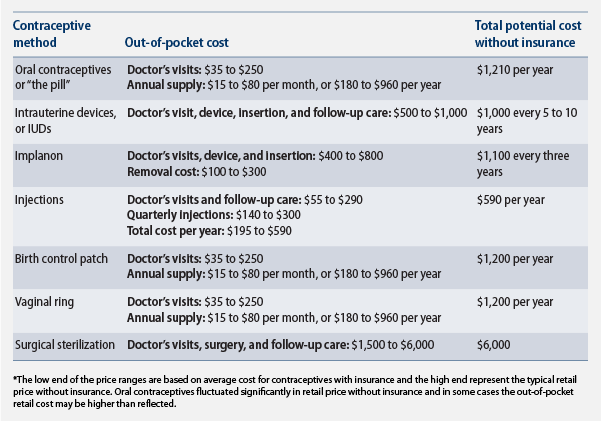 Contraceptive method Out-of-pocket cost Total potential cost without insurance
Oral contraceptives Doctor's visits: $35 to $250 $1,210 per year
or "the pill" Annual supply: $15 to $80 per month, or $180 to $960 per year
Intrauterine devices, Doctor's visit, device, insertion, and follow-up care: $500 to $1,000 $1,000 every 5 to 10
or IUDs years
Implanon Doctor's visits, device, and insertion: $400 to $800 $1,100 every three
Removal cost: $100 to $300 years
Injections Doctor's visits and follow-up care: $55 to $290 $590 per year
Quarterly injections: $140 to $300
Total cost per year: $195 to $590
Birth control patch Doctor's visits: $35 to $250 $1,200 per year
Annual supply: $15 to $80 per month, or $180 to $960 per year
Vaginal ring Doctor's visits: $35 to $250 $1,200 per year
Annual supply: $15 to $80 per month, or $180 to $960 per year
Surgical sterilization Doctor's visits, surgery, and follow-up care: $1,500 to $6,000 $6,000
*The low end of the price ranges are based on average cost for contraceptives with insurance and the high end represent the typical retail
price without insurance. Oral contraceptives fluctuated significantly in retail price without insurance and in some cases the out-of-pocket
retail cost may be higher than reflected.